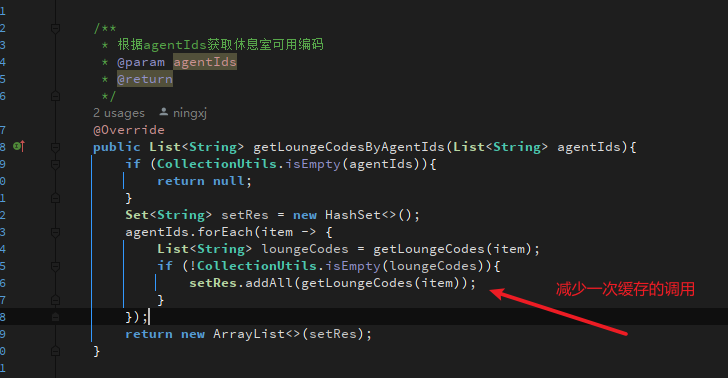 1
2 /**
3 * 根据agentIds获取休息室可用编码
4 * @param agentIds
5 * @return
6 */
2 usages ningxj
7 @Override
8 public List<String> getLoungeCodesByAgentIds(List<String> agentIds){
9 if (CollectionUtils.isEmpty(agentIds)){
0 return null;
1 }
2 Set<String> setRes = new HashSet<>();
3 agentIds.forEach(item -> {
4 List<String> loungeCodes = getLoungeCodes(item);
5 if (!CollectionUtils.isEmpty(loungeCodes)){
6 setRes.addAll(getLoungeCodes(item)); 减少一次缓存的调用
7 }
8 });
9 return new ArrayList<>(setRes);
0 }
1